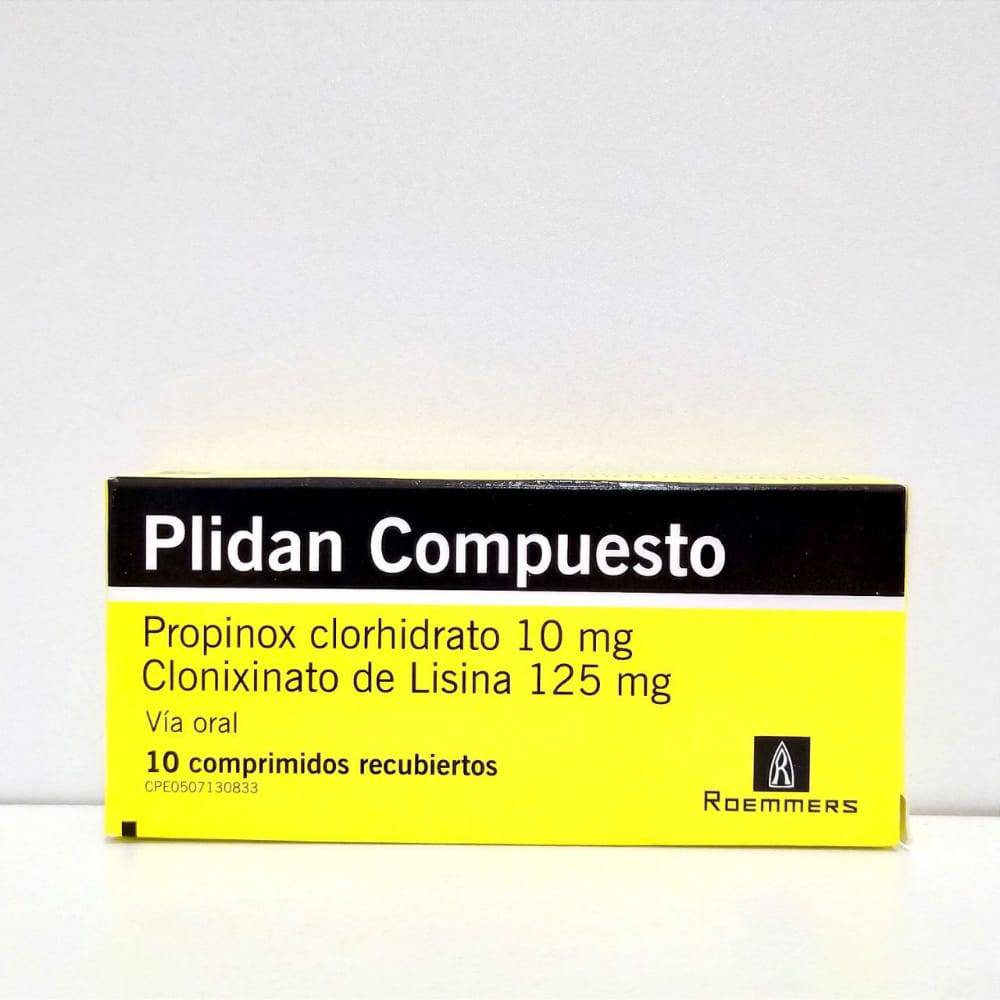 Plidan Compuesto
Propinox clorhidrato 10 mg
Clonixinato de Lisina 125 mg
Vía oral
10 comprimidos recubiertos
CPE0507130833
R
ROEMMERS